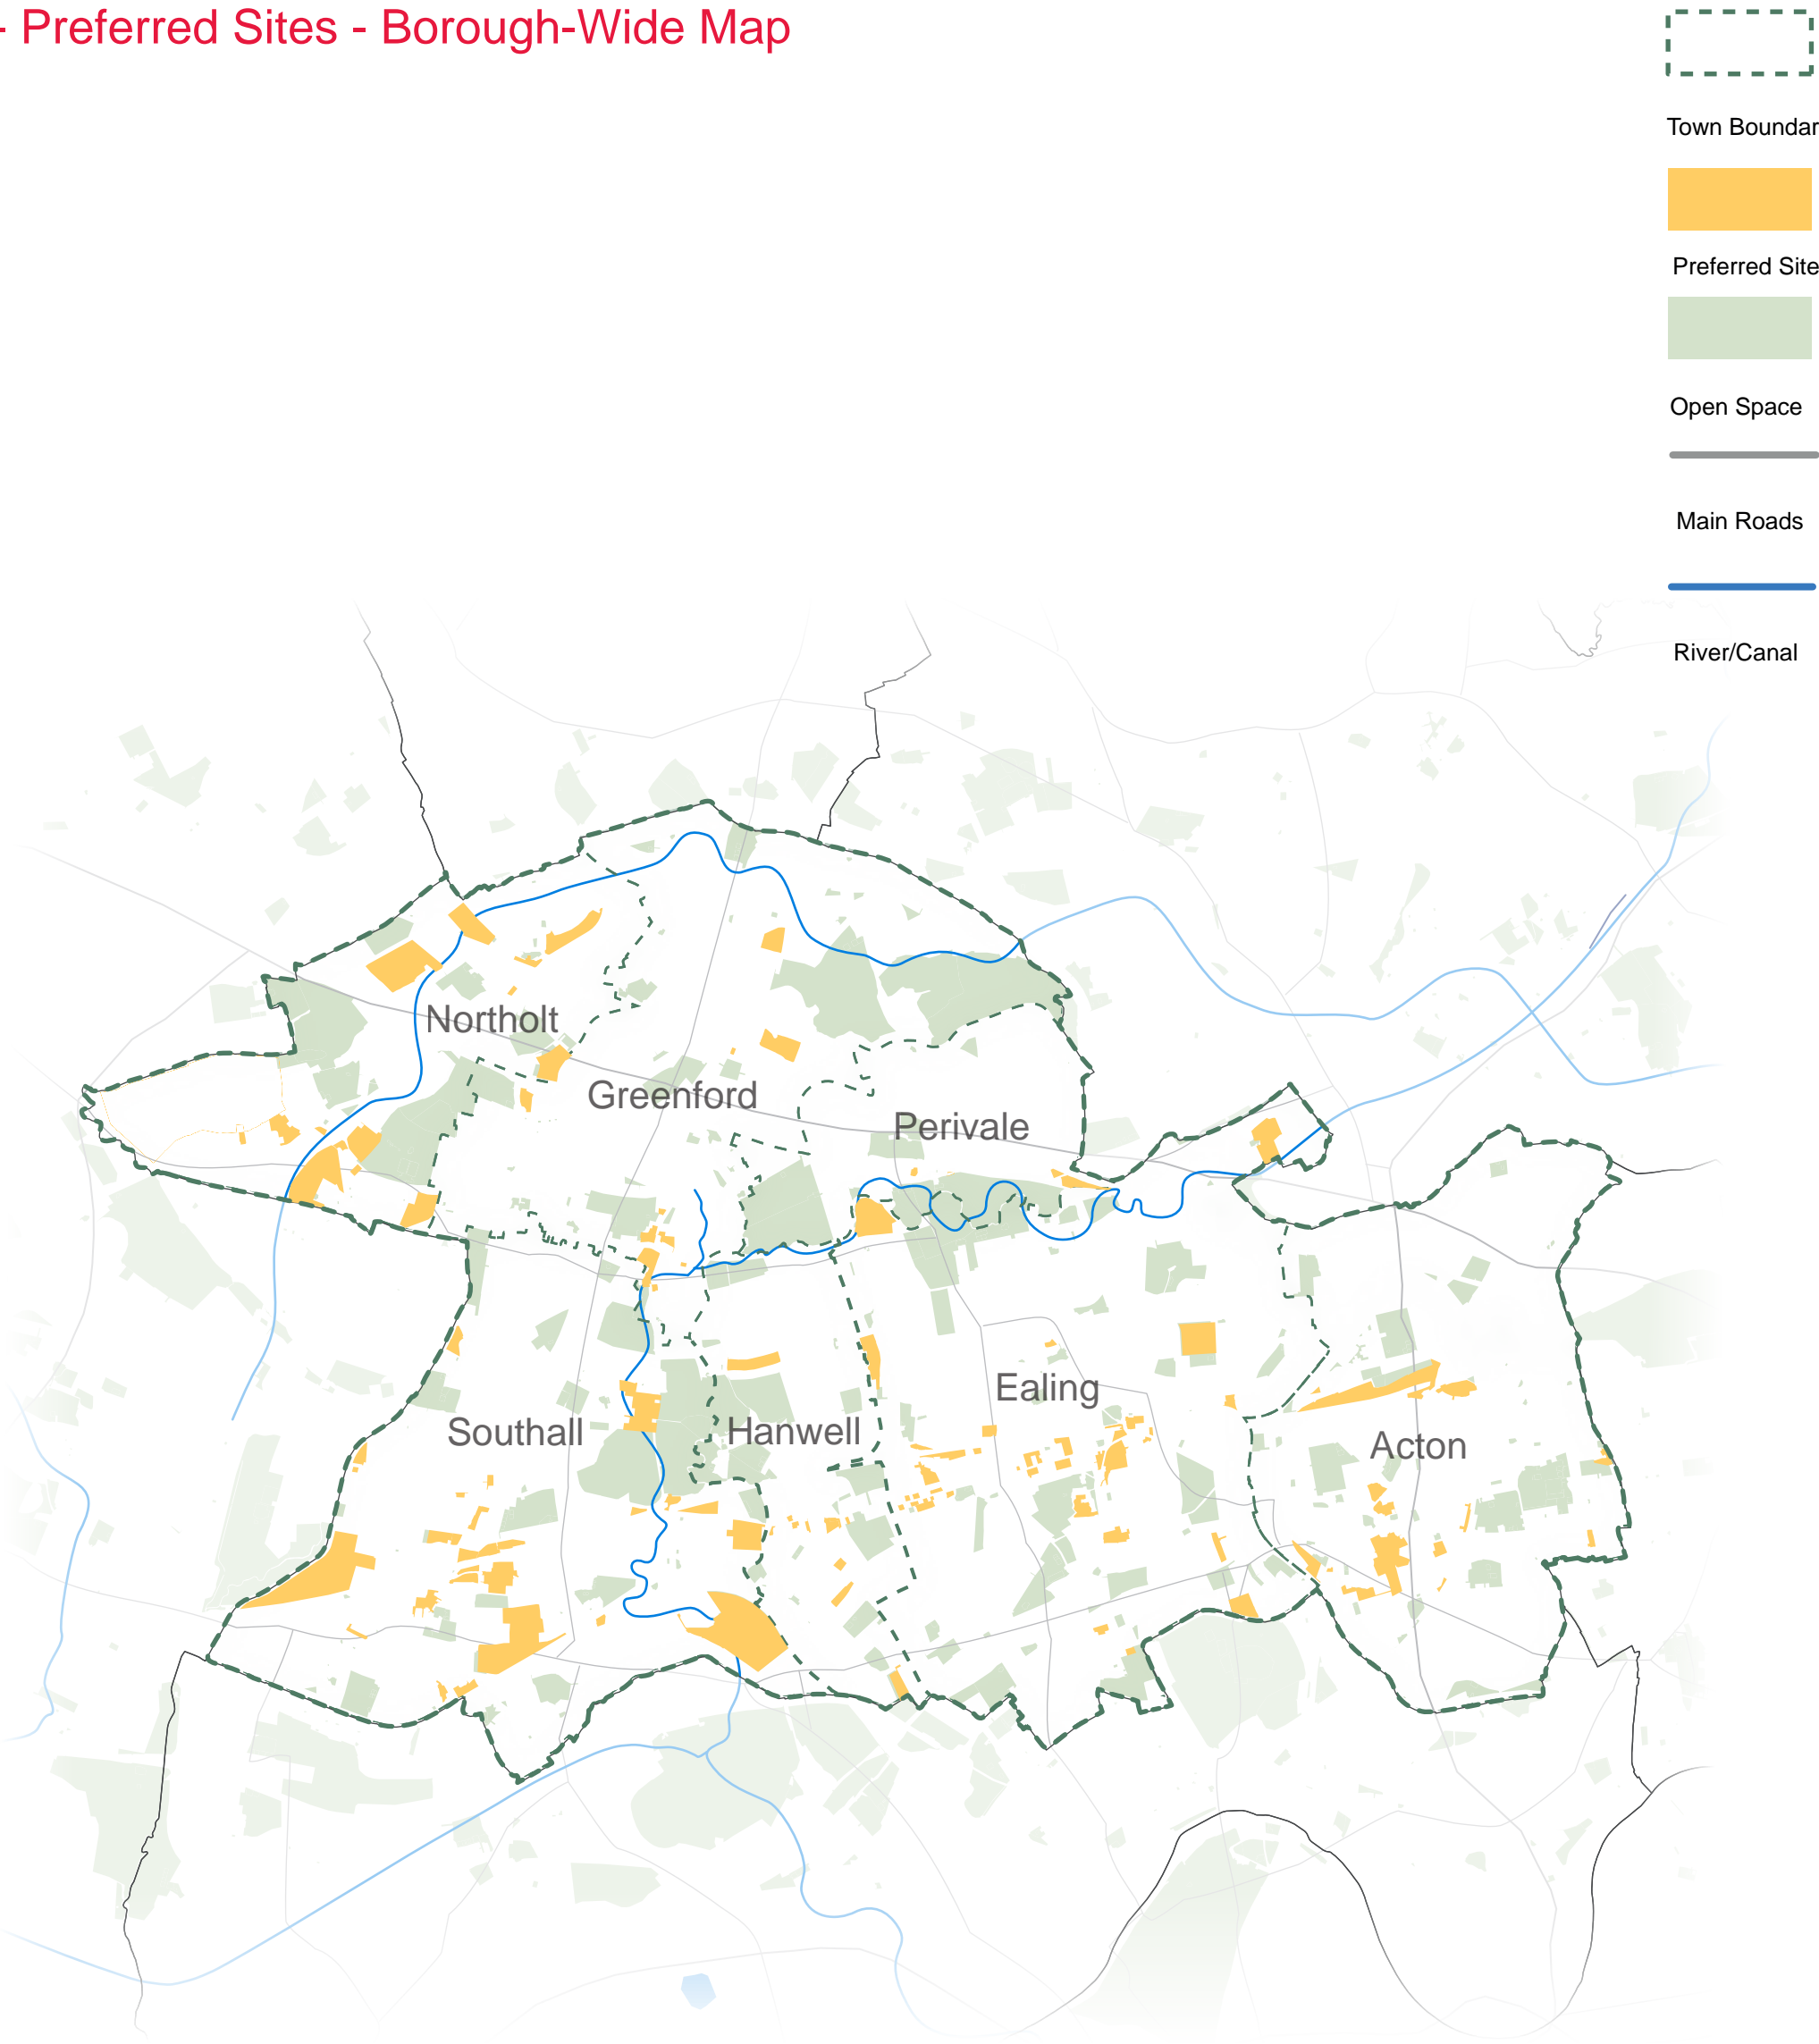 - Preferred Sites - Borough-Wide Map
Town Boundar
Preferred Site
Open Space
Main Roads
River/Canal
Northolt
Greenford
Perivale
Ealing
Southall
Hanwell
Acton